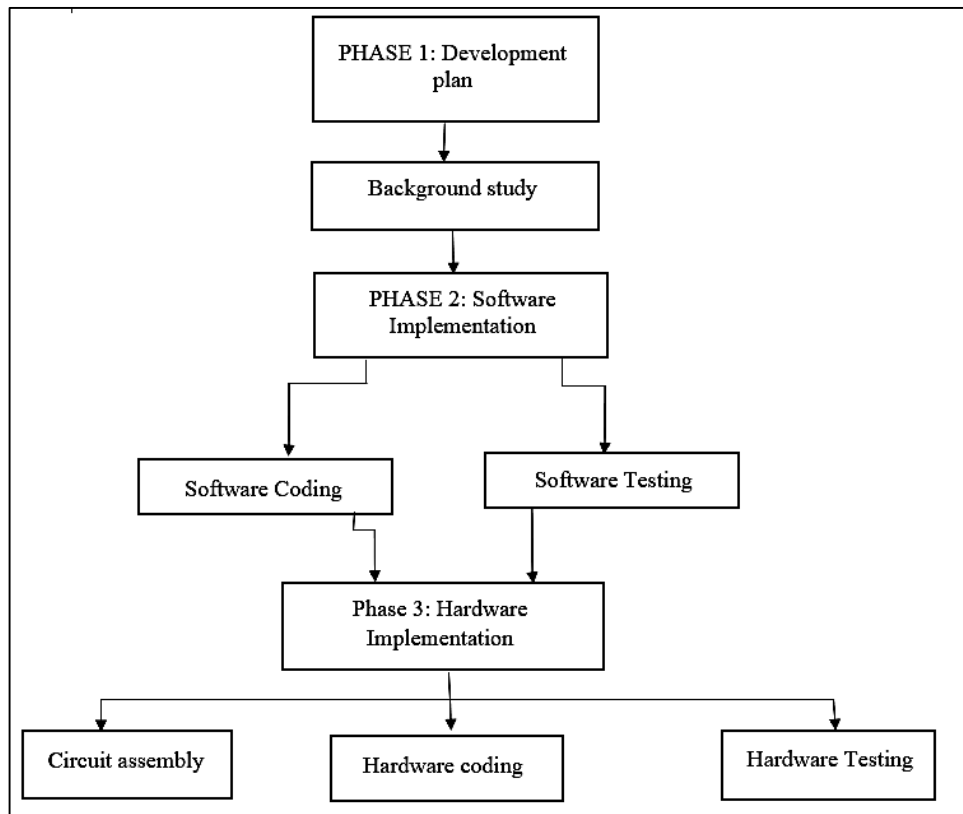 PHASE 1: Development
plan
Background study
PHASE 2: Software
Implementation
Software Coding
Software Testing
Phase 3: Hardware
Implementation
Circuit assembly
Hardware coding
Hardware Testing